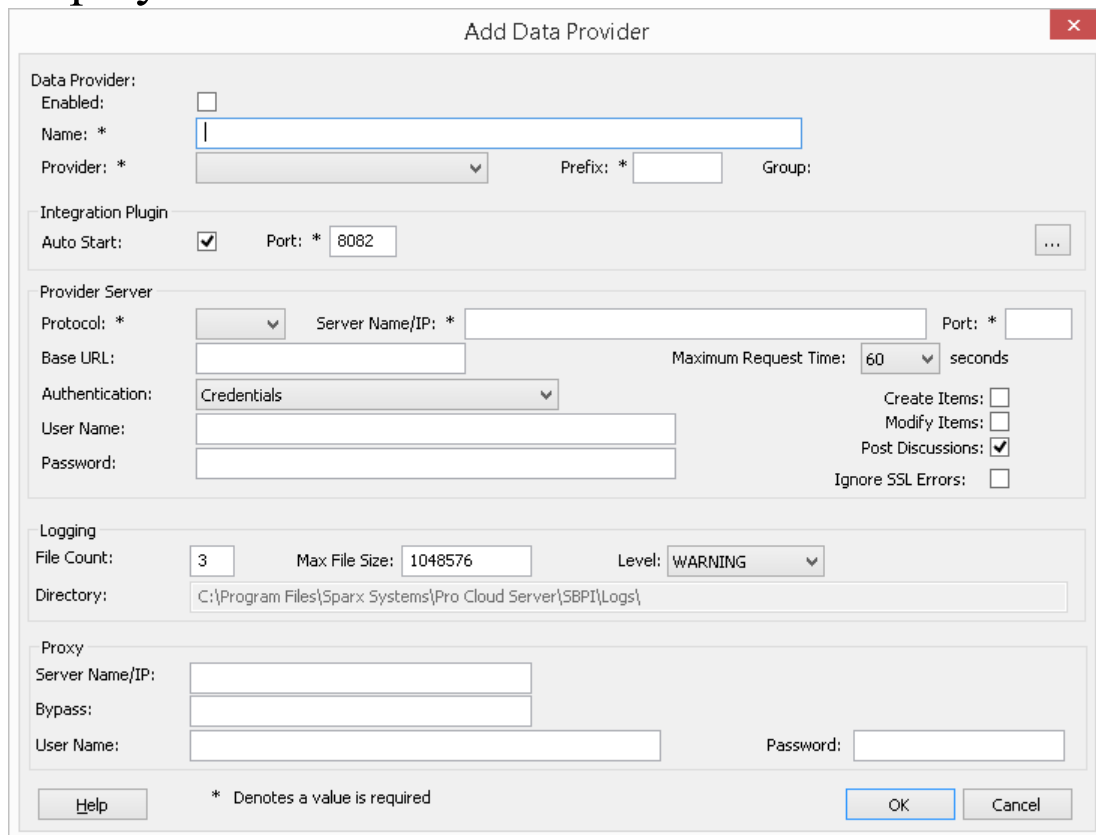 Add Data Provider
Data Provider:
Enabled:
Name: *
Provider: * Prefix: * Group:
Integration Plugin
Auto Start: Port: * 8082 ...
Provider Server
Protocol: * Server Name/IP: * Port: *
Base URL: Maximum Request Time: 60 seconds
Authentication: Credentials Create Items:
User Name: Modify Items:
Post Discussions:
Password:
Ignore SSL Errors:
Logging
File Count: 3 Max File Size: 1048576 Level: WARNING
Directory: C:\Program Files\Sparx Systems\Pro Cloud Server\SBPI\Logs\
Proxy
Server Name/IP:
Bypass:
User Name: Password:
Help * Denotes a value is required OK Cancel